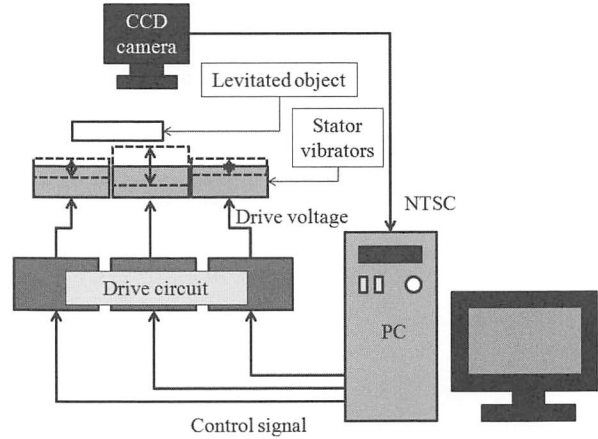 CCD
camera
Levitated object
Stator
vibrators
Drive voltage
NTSC
Drive circuit
PC
Control signal